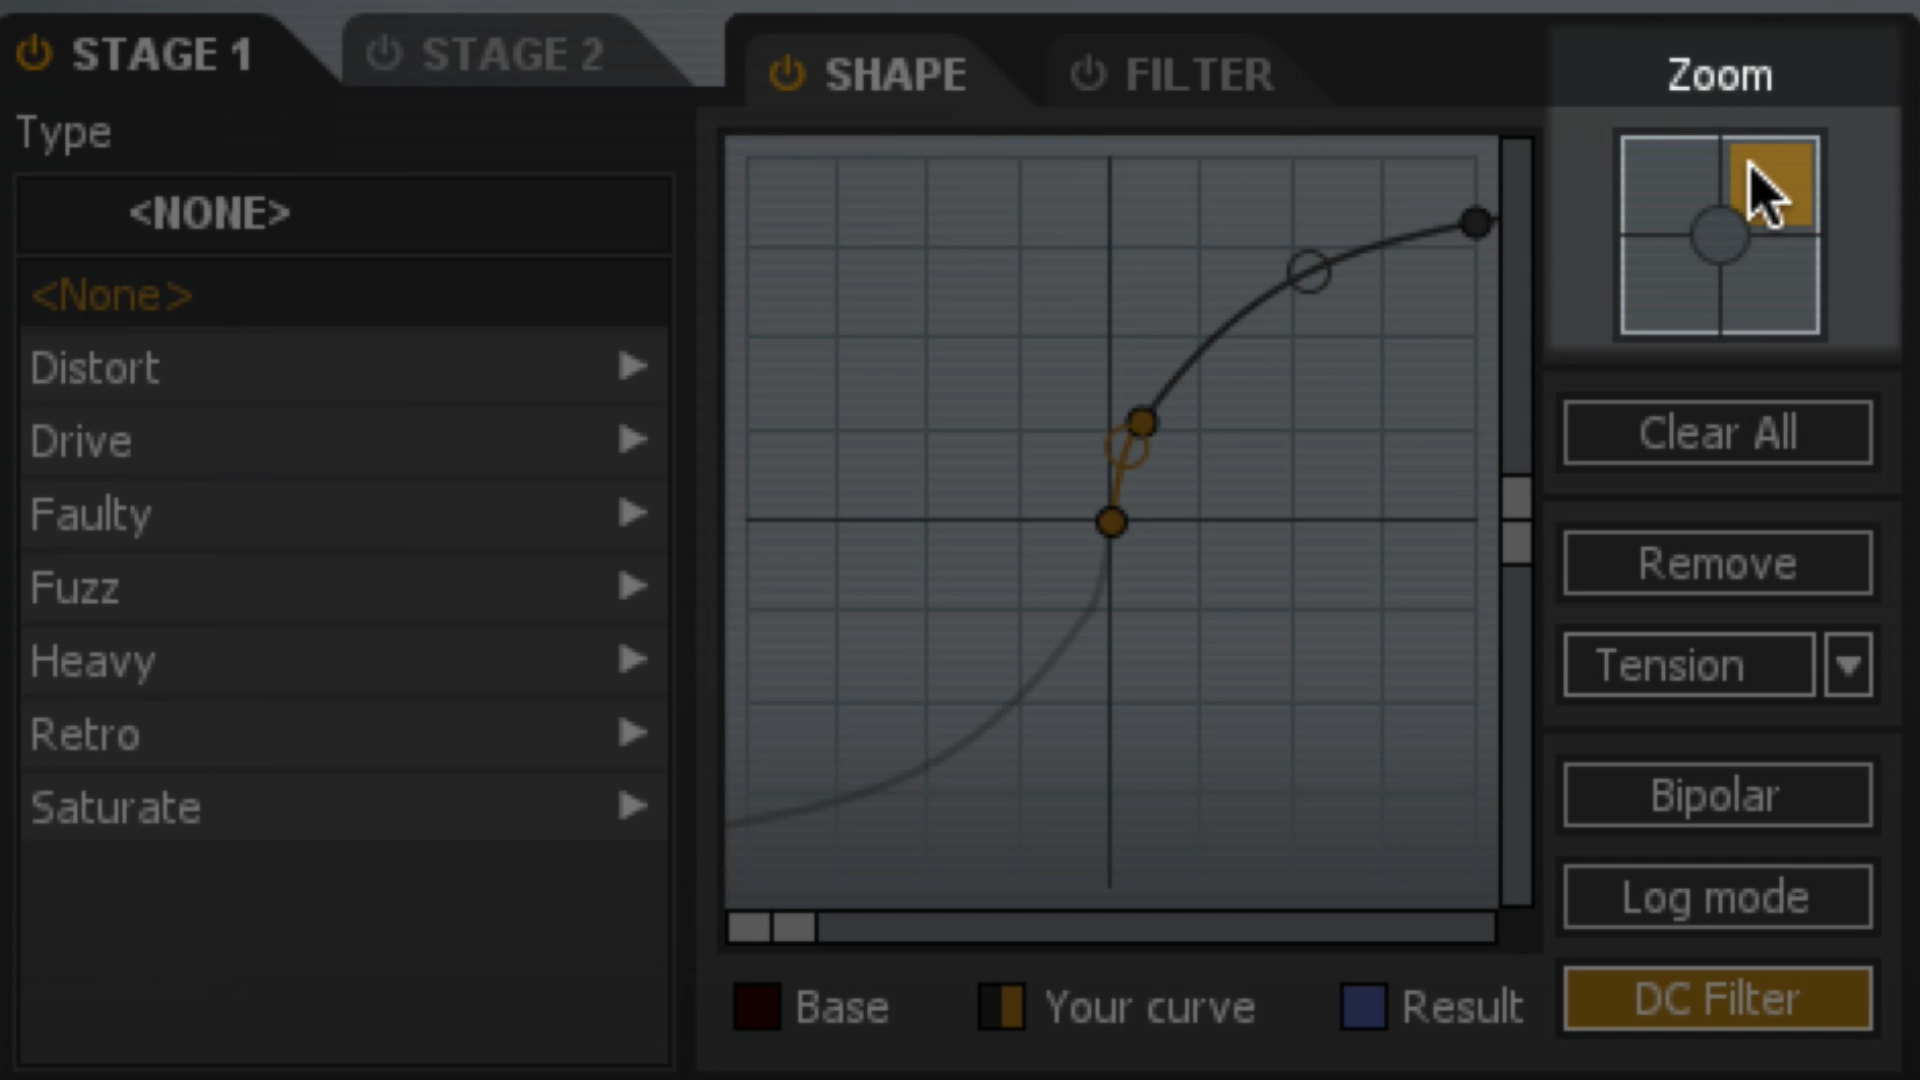 STAGE 1
STAGE 2
SHAPE
FILTER
Zoom
Type
<NONE>
<None>
Distort
Drive
Faulty
Fuzz
Heavy
Retro
Saturate
Clear All
Remove
Tension
Bipolar
Log mode
DC Filter
Base
Your curve
Result